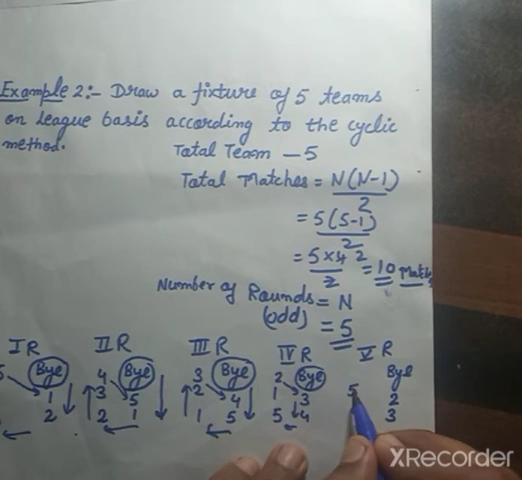 Example 2:- Draw a fixture of 5 teams
on league basis according to the cyclic
method.
Total Team - 5
Total Matches = N(N-1)
2
= 5(5-1)
2
= 5×4 2
2
= 10 Match
Number of Rounds = N
(odd) = 5
I R II R III R IV R V R
5 Bye 4 Bye 3 Bye 2 Bye Bye
1 3 5 2 4 1 3 5 2
2 2 1 1 5 5 4 3
XRecorder